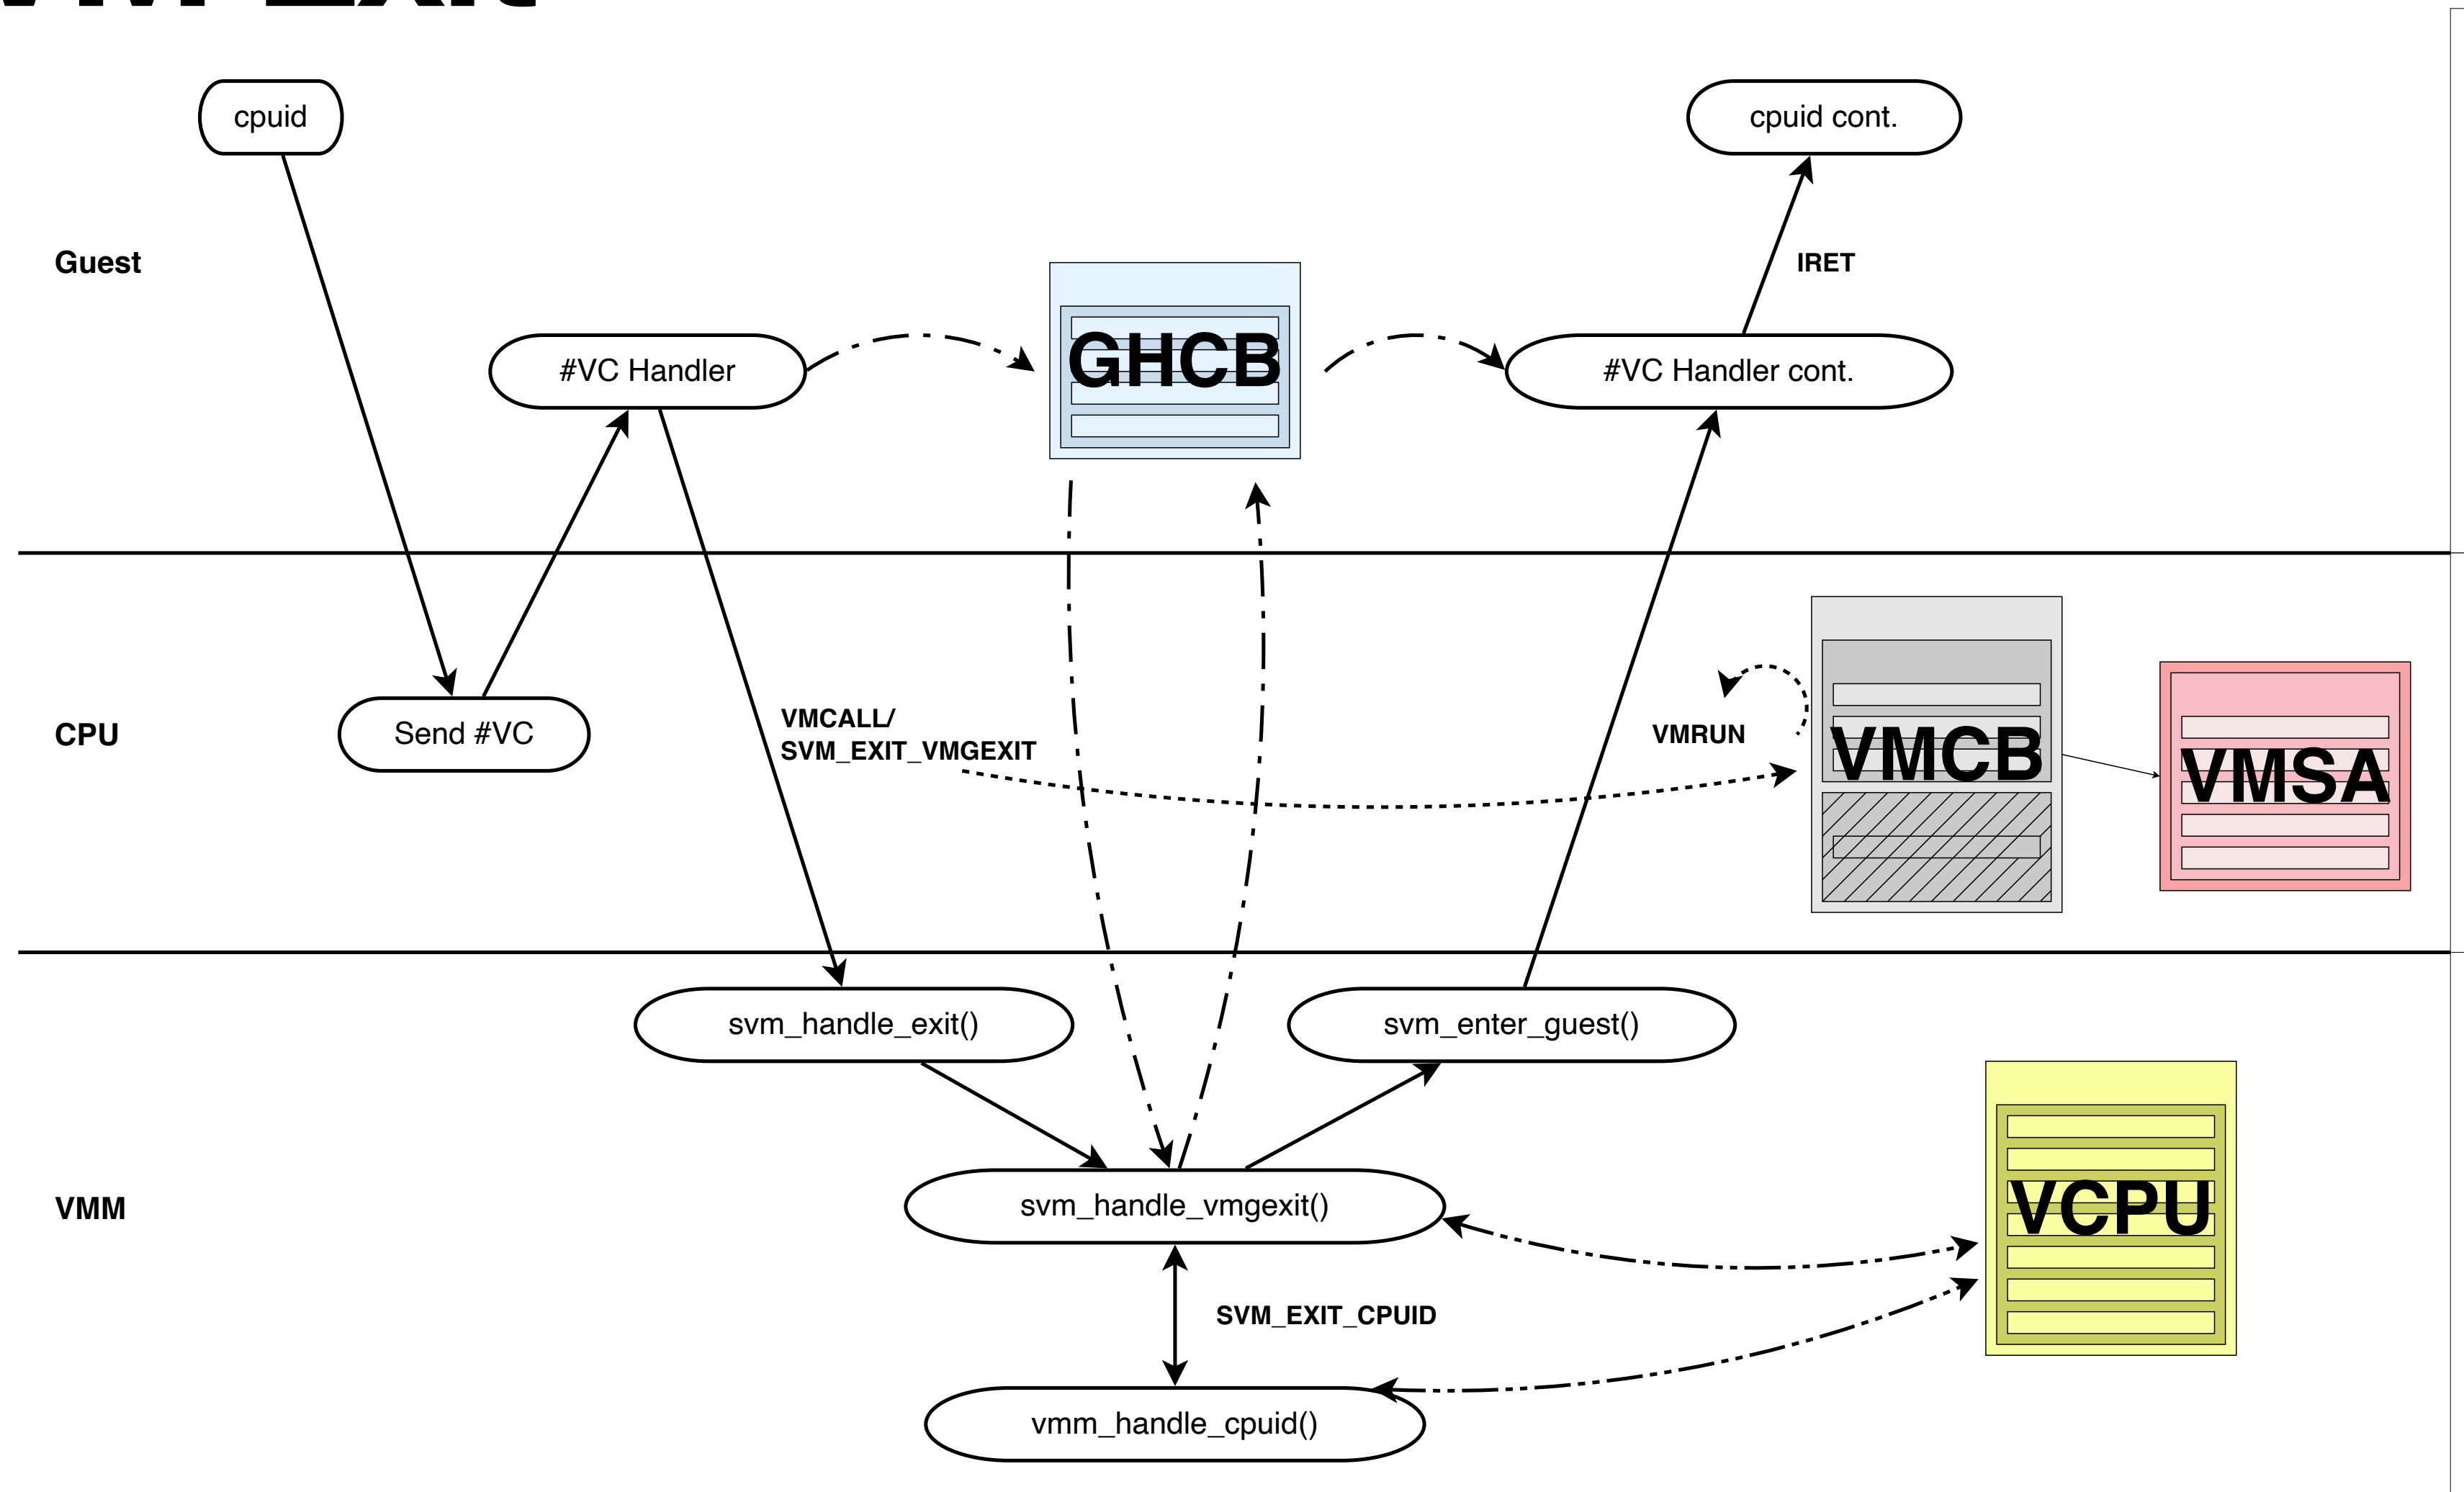 cpuid
cpuid cont.
Guest
IRET
GHCB
#VC Handler
#VC Handler cont.
CPU
Send #VC
VMCALL/
SVM_EXIT_VMGEXIT
VMRUN
VMCB
VMSA
svm_handle_exit()
svm_enter_guest()
VMM
svm_handle_vmgexit()
VCPU
SVM_EXIT_CPUID
vmm_handle_cpuid()